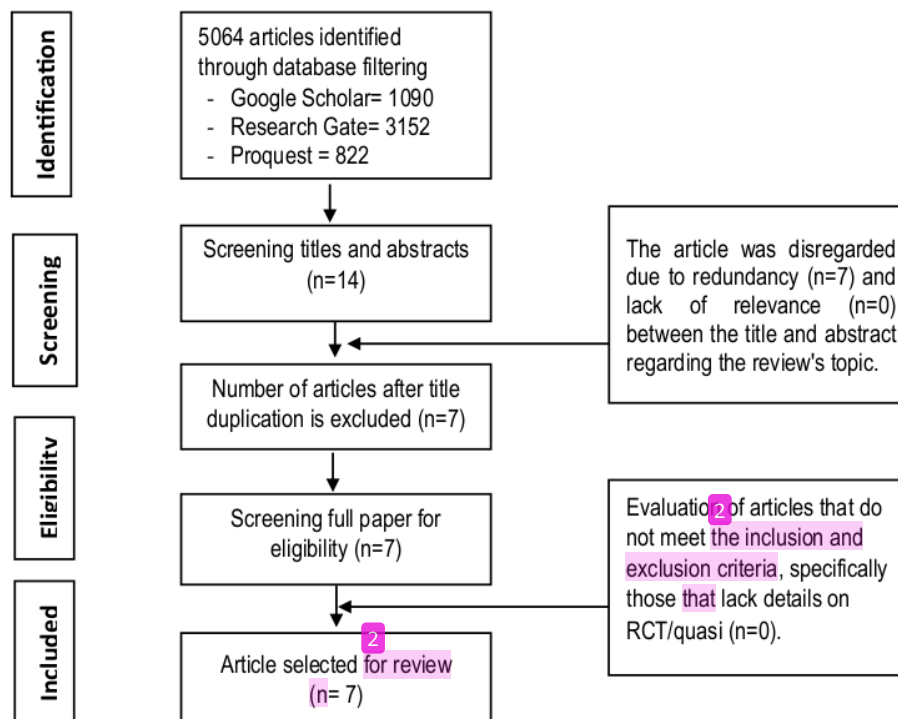 Identification
5064 articles identified
through database filtering
- Google Scholar= 1090
- Research Gate= 3152
- Proquest = 822
Screening
Screening titles and abstracts
(n=14)
The article was disregarded
due to redundancy (n=7) and
lack of relevance (n=0)
between the title and abstract
regarding the review's topic.
Number of articles after title
duplication is excluded (n=7)
Eligibility
Screening full paper for
eligibility (n=7)
2
Evaluation of articles that do
not meet the inclusion and
exclusion criteria, specifically
those that lack details on
RCT/quasi (n=0).
Included
2
Article selected for review
(n= 7)